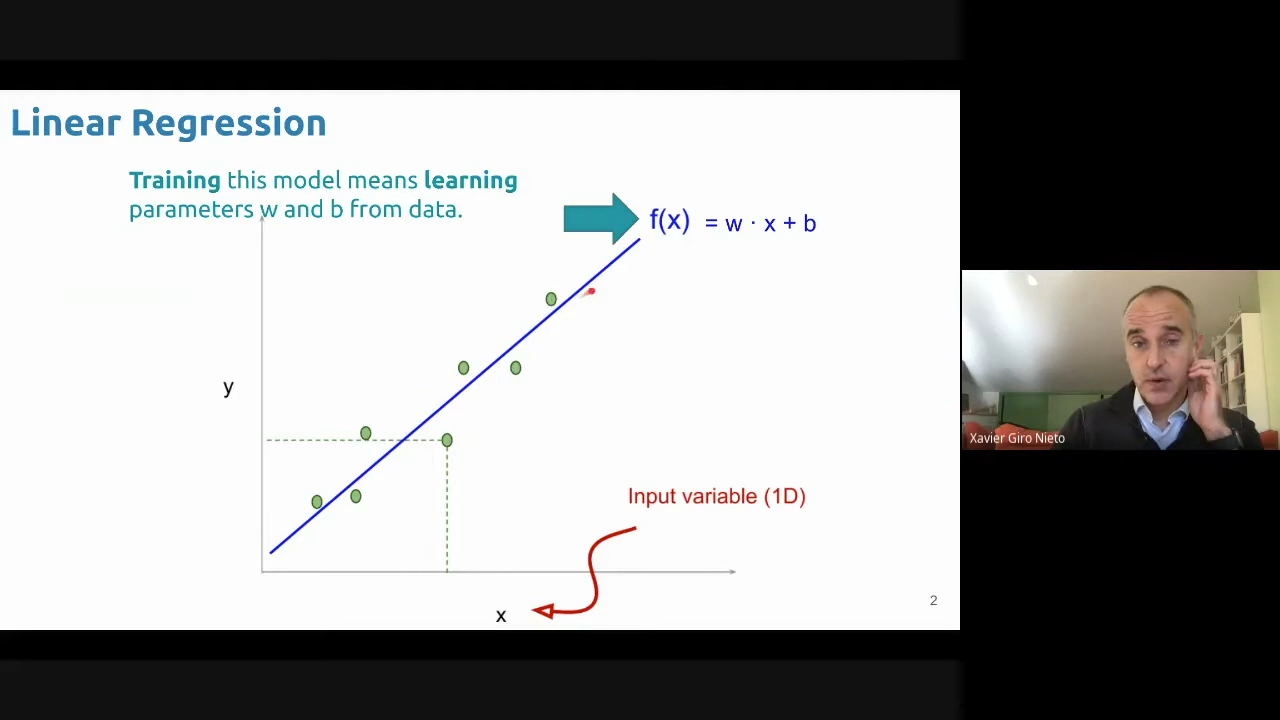 Linear Regression
Training this model means learning
parameters w and b from data.
f(x) = w · x + b
y
Xavier Giro Nieto
Input variable (1D)
2
x